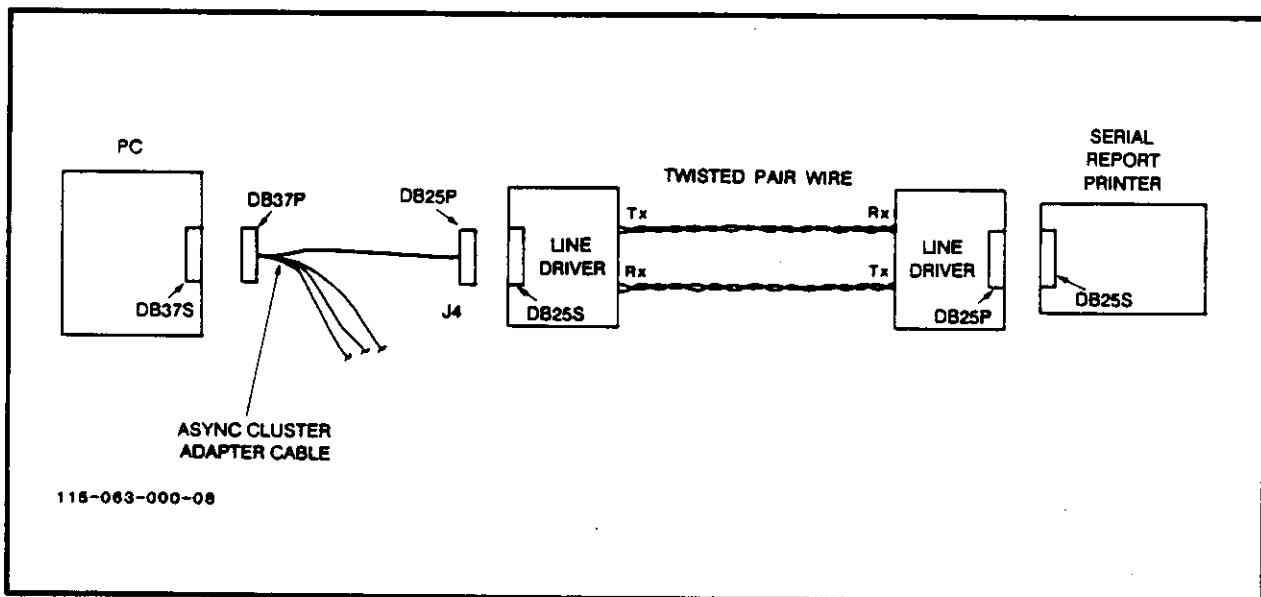 PC
DB37S
DB37P
ASYNC CLUSTER
ADAPTER CABLE
DB25P
J4
LINE
DRIVER
DB25S
TWISTED PAIR WIRE
Tx
Rx
Rx
Tx
LINE
DRIVER
DB25P
SERIAL
REPORT
PRINTER
DB25S
115-063-000-08